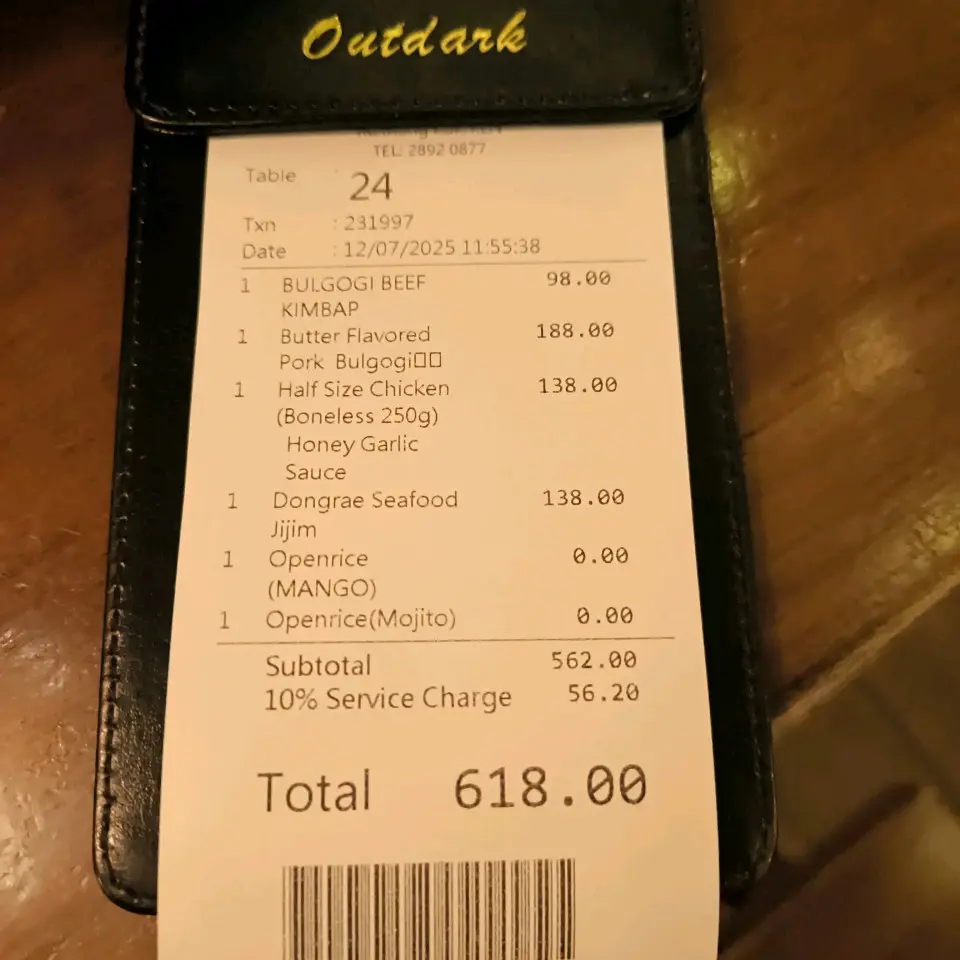 Outdark
TEL: 2892 0877
Table : 24
Txn : 231997
Date : 12/07/2025 11:55:38
1 BULGOGI BEEF 98.00
KIMBAP
1 Butter Flavored 188.00
Pork Bulgogi□□
1 Half Size Chicken 138.00
(Boneless 250g)
Honey Garlic
Sauce
1 Dongrae Seafood 138.00
Jijim
1 Openrice 0.00
(MANGO)
1 Openrice(Mojito) 0.00
Subtotal 562.00
10% Service Charge 56.20
Total 618.00